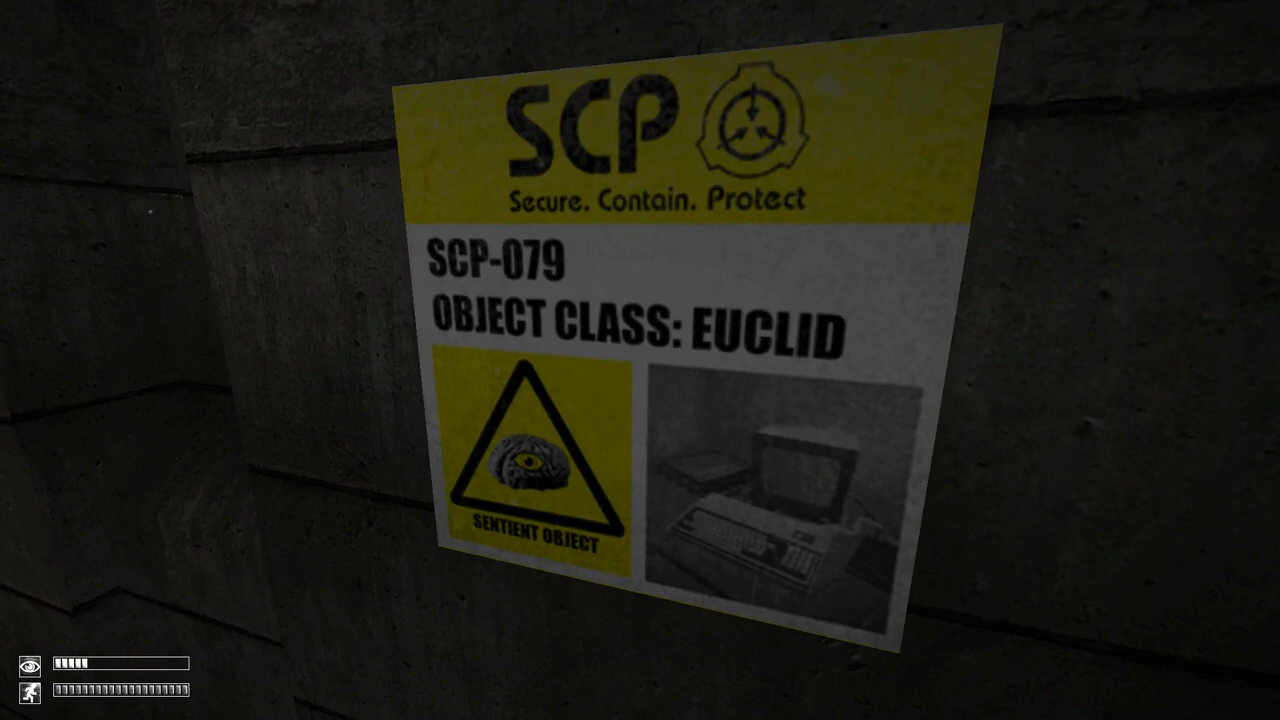 SCP
Secure. Contain. Protect
SCP-079
OBJECT CLASS: EUCLID
SENTIENT OBJECT